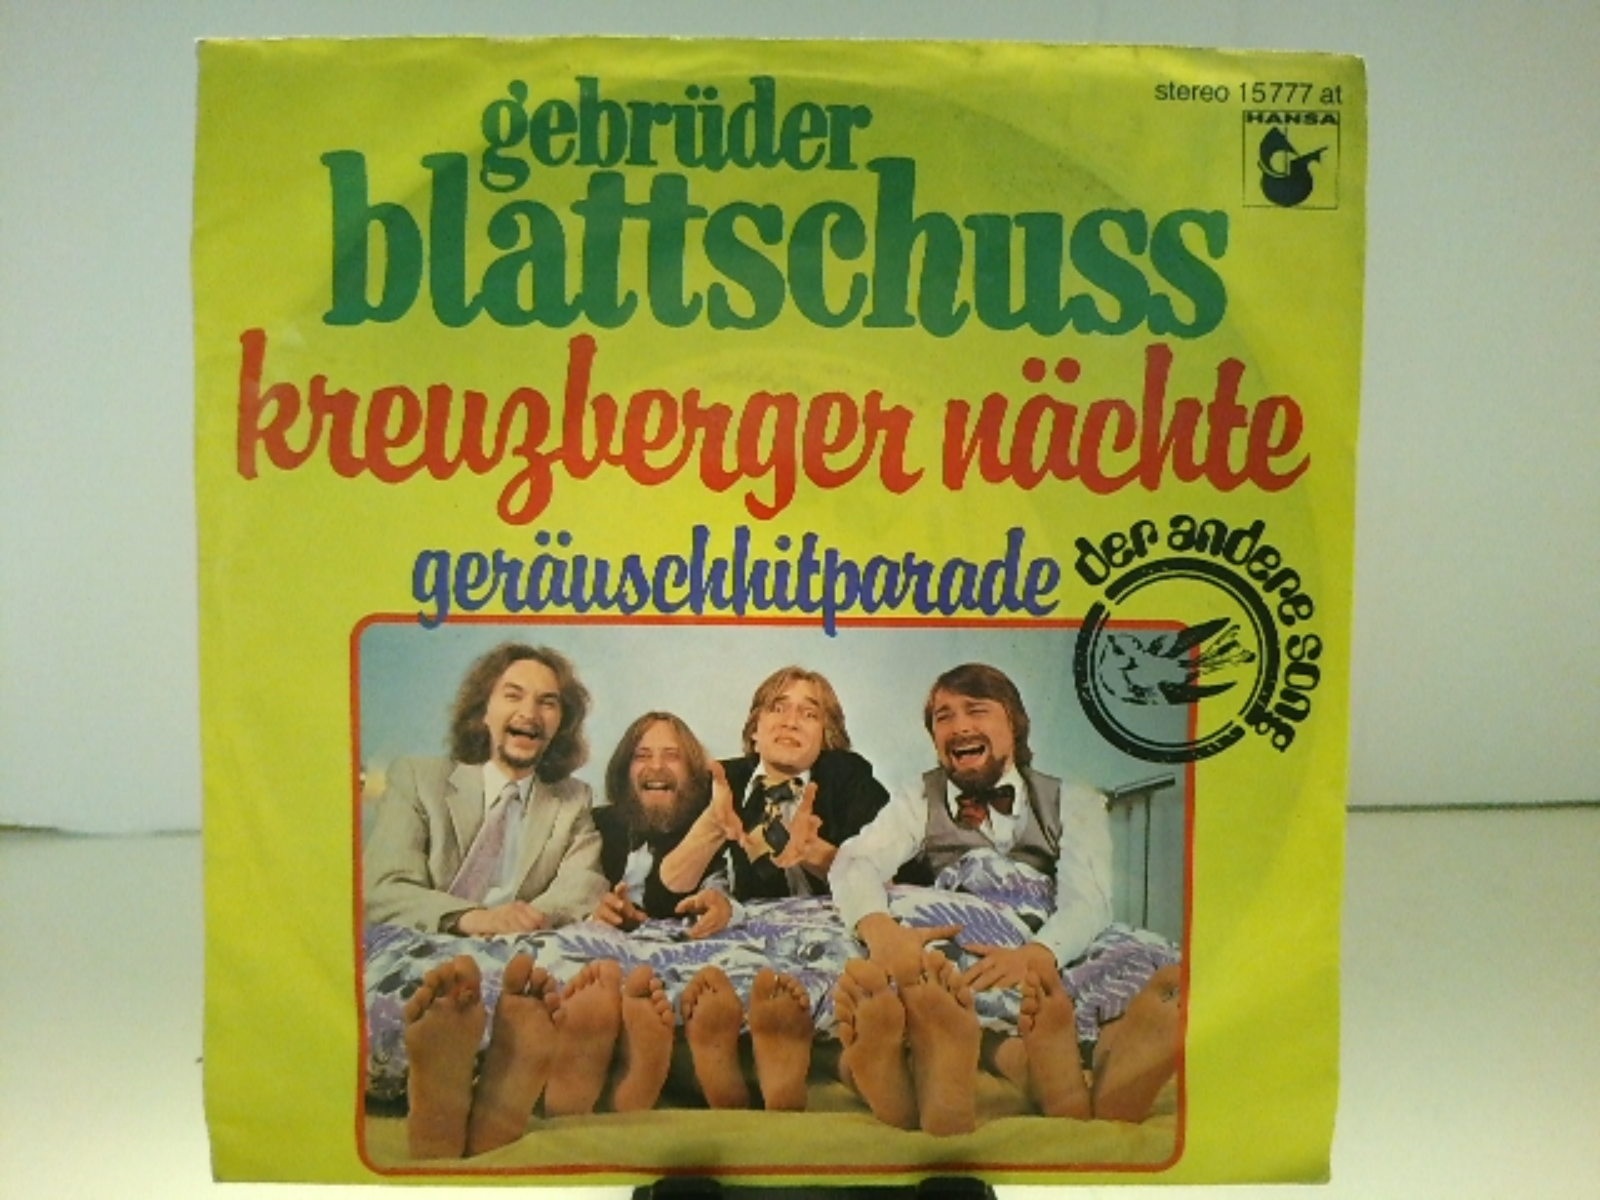 stereo 15777 at
HANSA
gebrüder
blattschuss
kreuzberger nächte
geräuschhitparade
der andere song